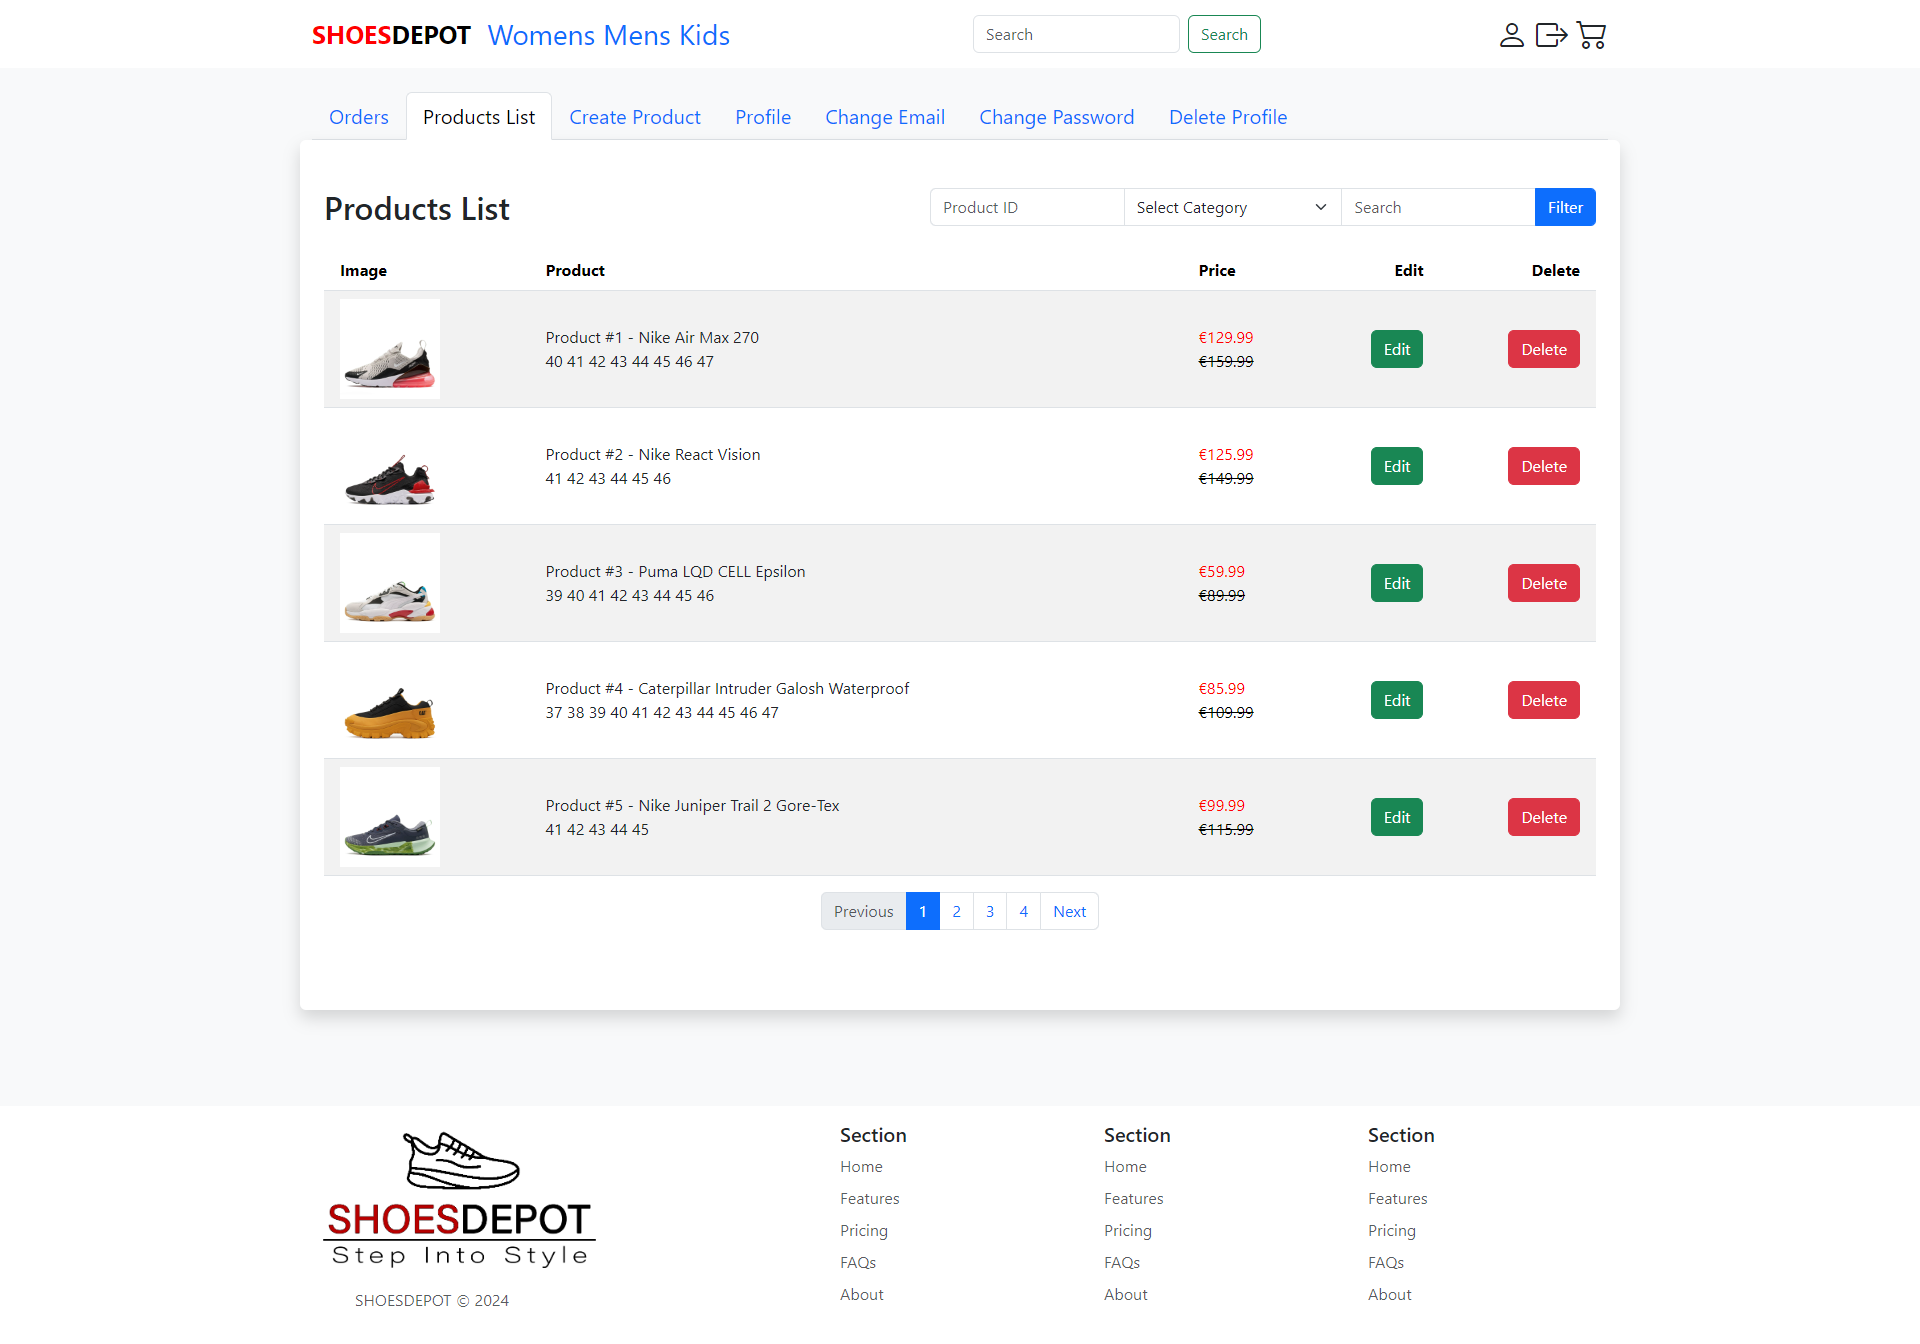 SHOESDEPOT Womens Mens Kids Search Search
Orders Products List Create Product Profile Change Email Change Password Delete Profile
Products List Product ID Select Category Search Filter
Image Product Price Edit Delete
Product #1 - Nike Air Max 270 €129.99
40 41 42 43 44 45 46 47 €159.99
Edit Delete
Product #2 - Nike React Vision €125.99
41 42 43 44 45 46 €149.99
Edit Delete
Product #3 - Puma LQD CELL Epsilon €59.99
39 40 41 42 43 44 45 46 €89.99
Edit Delete
Product #4 - Caterpillar Intruder Galosh Waterproof €85.99
37 38 39 40 41 42 43 44 45 46 47 €109.99
Edit Delete
Product #5 - Nike Juniper Trail 2 Gore-Tex €99.99
41 42 43 44 45 €115.99
Edit Delete
Previous 1 2 3 4 Next
SHOESDEPOT
Step Into Style
SHOESDEPOT © 2024
Section
Home
Features
Pricing
FAQs
About
Section
Home
Features
Pricing
FAQs
About
Section
Home
Features
Pricing
FAQs
About